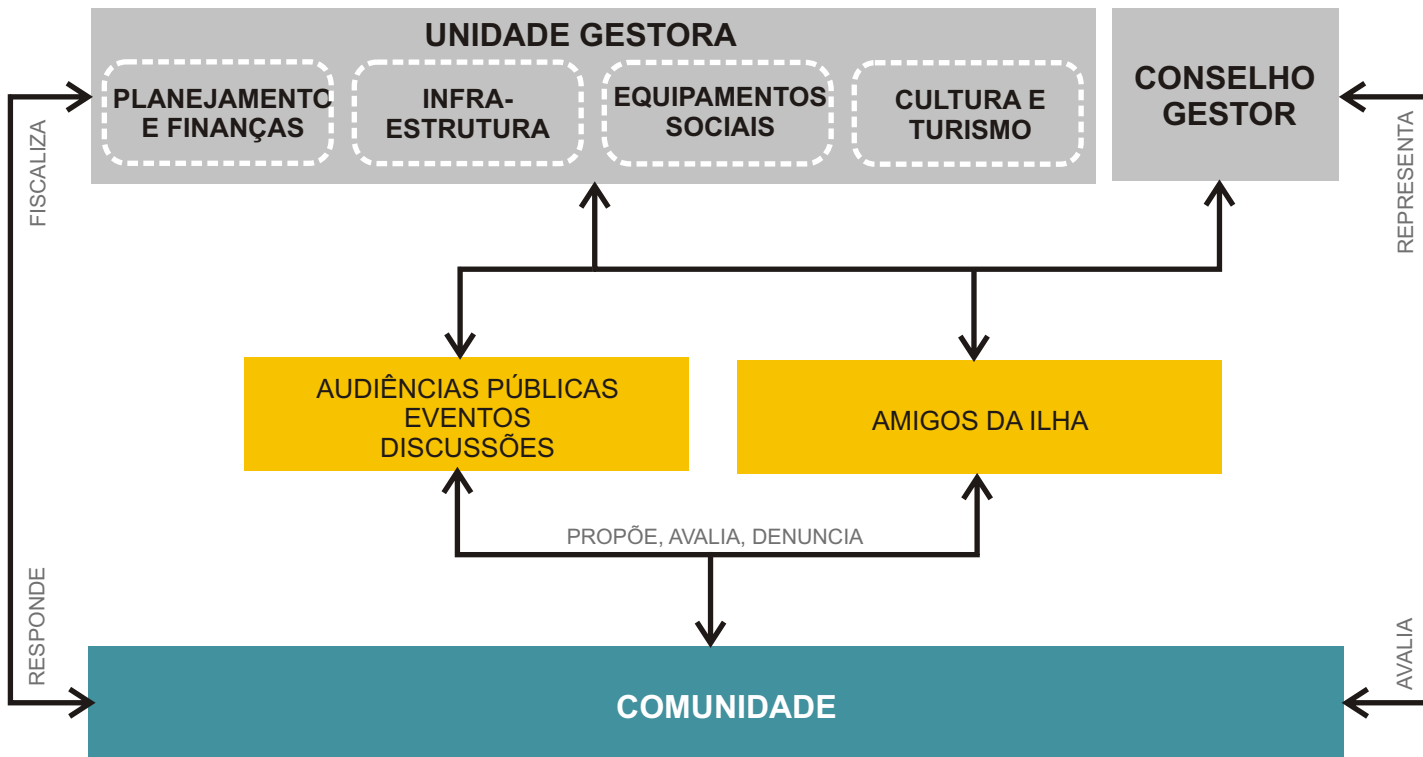 UNIDADE GESTORA
PLANEJAMENTO
E FINANÇAS
INFRA-
ESTRUTURA
EQUIPAMENTOS
SOCIAIS
CULTURA E
TURISMO
CONSELHO
GESTOR
FISCALIZA
REPRESENTA
AUDIÊNCIAS PÚBLICAS
EVENTOS
DISCUSSÕES
AMIGOS DA ILHA
PROPÕE, AVALIA, DENUNCIA
RESPONDE
AVALIA
COMUNIDADE